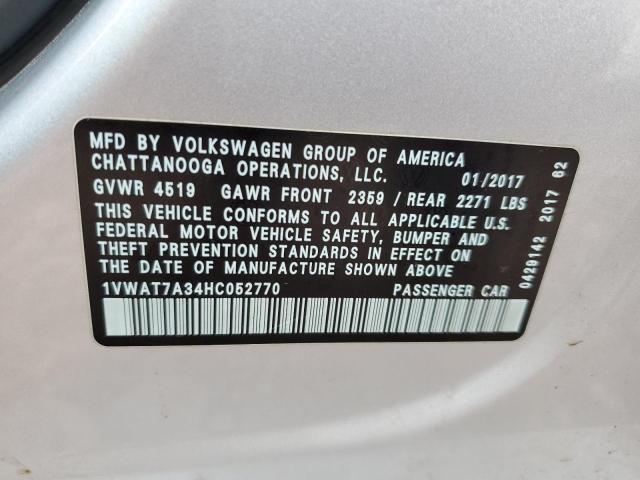 MFD BY VOLKSWAGEN GROUP OF AMERICA
CHATTANOOGA OPERATIONS, LLC. 01/2017
GVWR 4519 GAWR FRONT 2359 / REAR 2271 LBS
THIS VEHICLE CONFORMS TO ALL APPLICABLE U.S.
FEDERAL MOTOR VEHICLE SAFETY, BUMPER AND
THEFT PREVENTION STANDARDS IN EFFECT ON
THE DATE OF MANUFACTURE SHOWN ABOVE
1VWAT7A34HC052770 PASSENGER CAR
0429142 2017 62